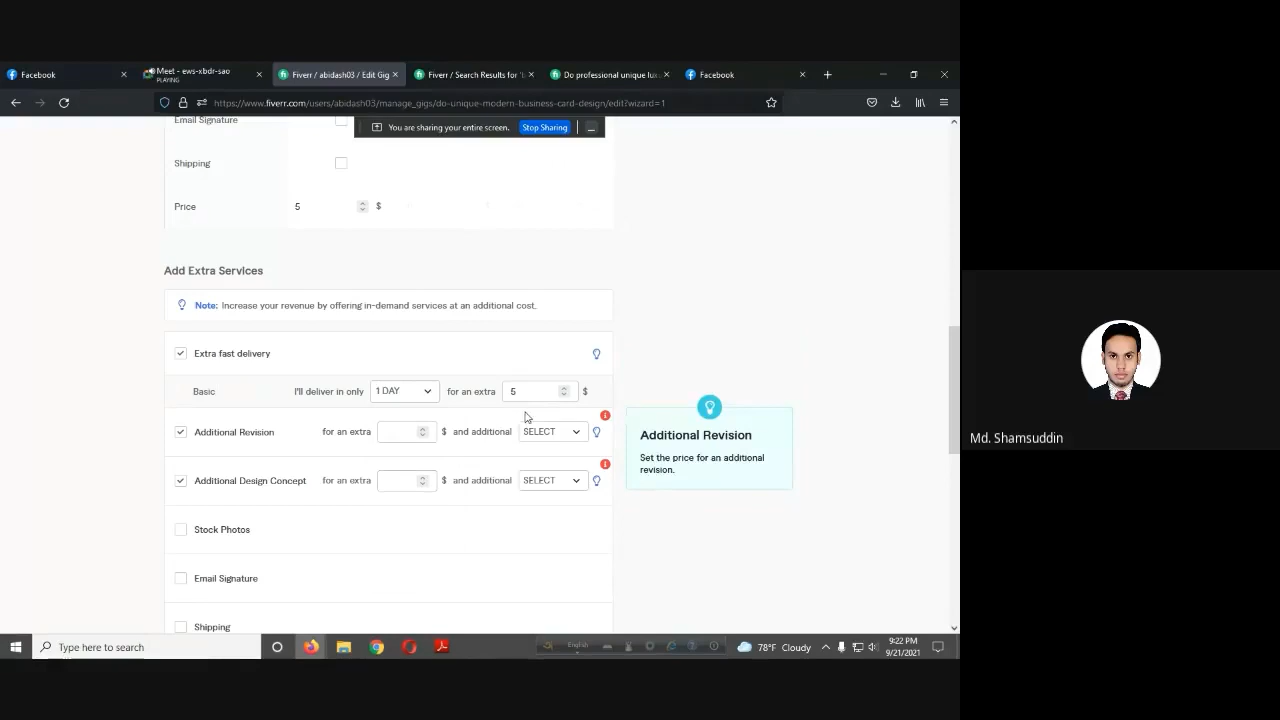 Facebook
Meet - ews-xbdr-sao
PLAYING
Fiverr / abidash03 / Edit Gig
Fiverr / Search Results for 'b
Do professional unique lux
Facebook
https://www.fiverr.com/users/abidash03/manage_gigs/do-unique-modern-business-card-design/edit?wizard=1
Email Signature
You are sharing your entire screen.
Stop Sharing
Shipping
Price 5 $
Add Extra Services
Note: Increase your revenue by offering in-demand services at an additional cost.
Extra fast delivery
Basic I'll deliver in only 1 DAY for an extra 5 $
Additional Revision for an extra $ and additional SELECT
Additional Revision
Set the price for an additional
revision.
Additional Design Concept for an extra $ and additional SELECT
Stock Photos
Email Signature
Shipping
Md. Shamsuddin
Type here to search
English
78°F Cloudy
9:22 PM
9/21/2021